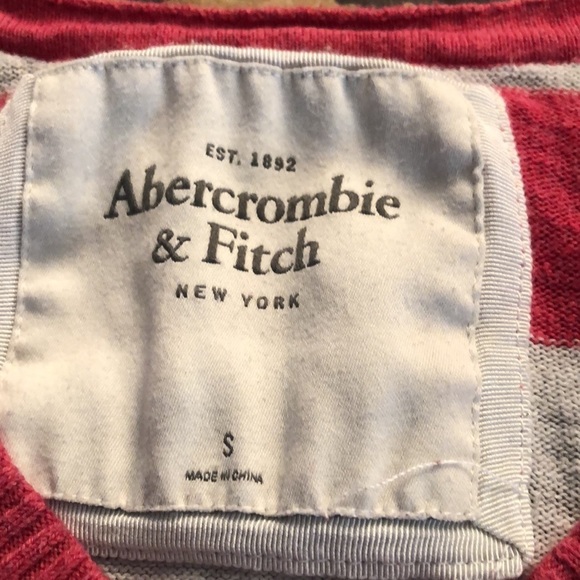 EST. 1892
Abercrombie
& Fitch
NEW YORK
S
MADE IN CHINA